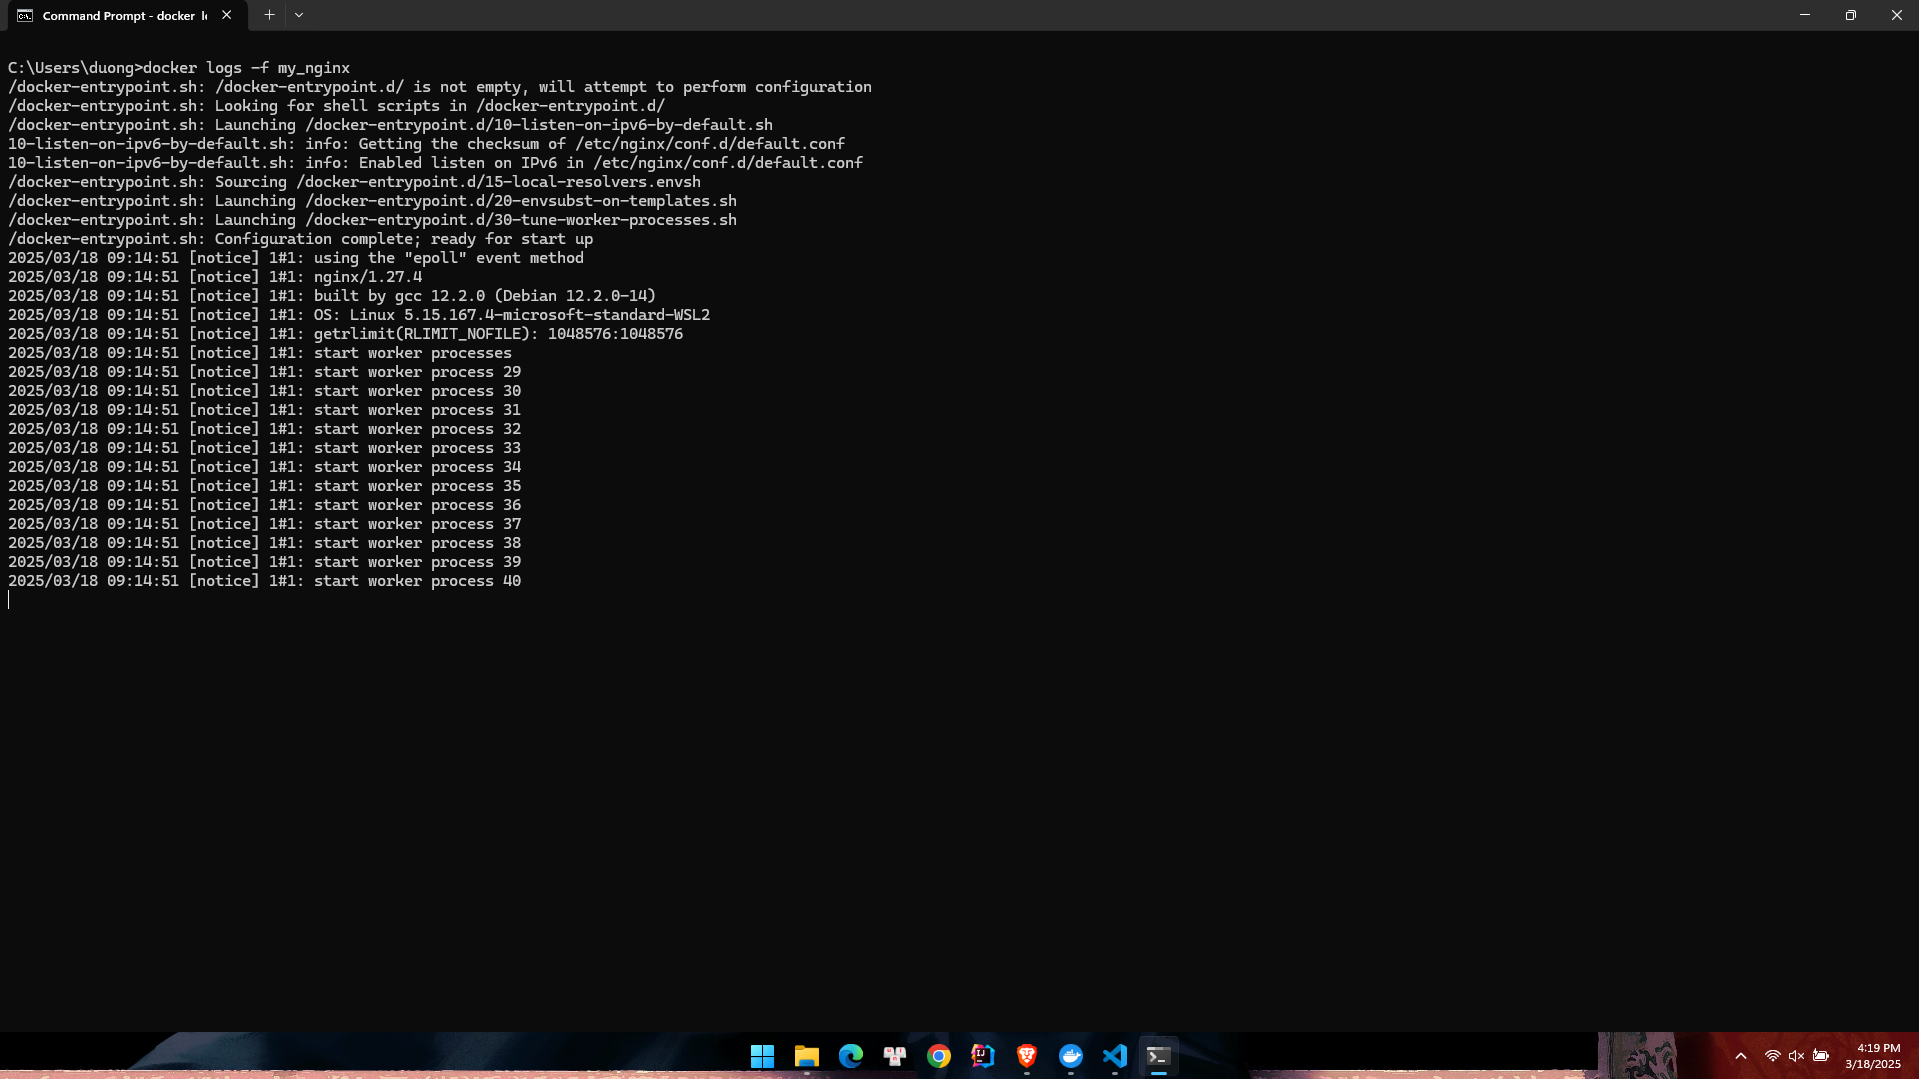 Command Prompt - docker lo
C:\Users\duong>docker logs -f my_nginx
/docker-entrypoint.sh: /docker-entrypoint.d/ is not empty, will attempt to perform configuration
/docker-entrypoint.sh: Looking for shell scripts in /docker-entrypoint.d/
/docker-entrypoint.sh: Launching /docker-entrypoint.d/10-listen-on-ipv6-by-default.sh
10-listen-on-ipv6-by-default.sh: info: Getting the checksum of /etc/nginx/conf.d/default.conf
10-listen-on-ipv6-by-default.sh: info: Enabled listen on IPv6 in /etc/nginx/conf.d/default.conf
/docker-entrypoint.sh: Sourcing /docker-entrypoint.d/15-local-resolvers.envsh
/docker-entrypoint.sh: Launching /docker-entrypoint.d/20-envsubst-on-templates.sh
/docker-entrypoint.sh: Launching /docker-entrypoint.d/30-tune-worker-processes.sh
/docker-entrypoint.sh: Configuration complete; ready for start up
2025/03/18 09:14:51 [notice] 1#1: using the "epoll" event method
2025/03/18 09:14:51 [notice] 1#1: nginx/1.27.4
2025/03/18 09:14:51 [notice] 1#1: built by gcc 12.2.0 (Debian 12.2.0-14)
2025/03/18 09:14:51 [notice] 1#1: OS: Linux 5.15.167.4-microsoft-standard-WSL2
2025/03/18 09:14:51 [notice] 1#1: getrlimit(RLIMIT_NOFILE): 1048576:1048576
2025/03/18 09:14:51 [notice] 1#1: start worker processes
2025/03/18 09:14:51 [notice] 1#1: start worker process 29
2025/03/18 09:14:51 [notice] 1#1: start worker process 30
2025/03/18 09:14:51 [notice] 1#1: start worker process 31
2025/03/18 09:14:51 [notice] 1#1: start worker process 32
2025/03/18 09:14:51 [notice] 1#1: start worker process 33
2025/03/18 09:14:51 [notice] 1#1: start worker process 34
2025/03/18 09:14:51 [notice] 1#1: start worker process 35
2025/03/18 09:14:51 [notice] 1#1: start worker process 36
2025/03/18 09:14:51 [notice] 1#1: start worker process 37
2025/03/18 09:14:51 [notice] 1#1: start worker process 38
2025/03/18 09:14:51 [notice] 1#1: start worker process 39
2025/03/18 09:14:51 [notice] 1#1: start worker process 40
4:19 PM
3/18/2025